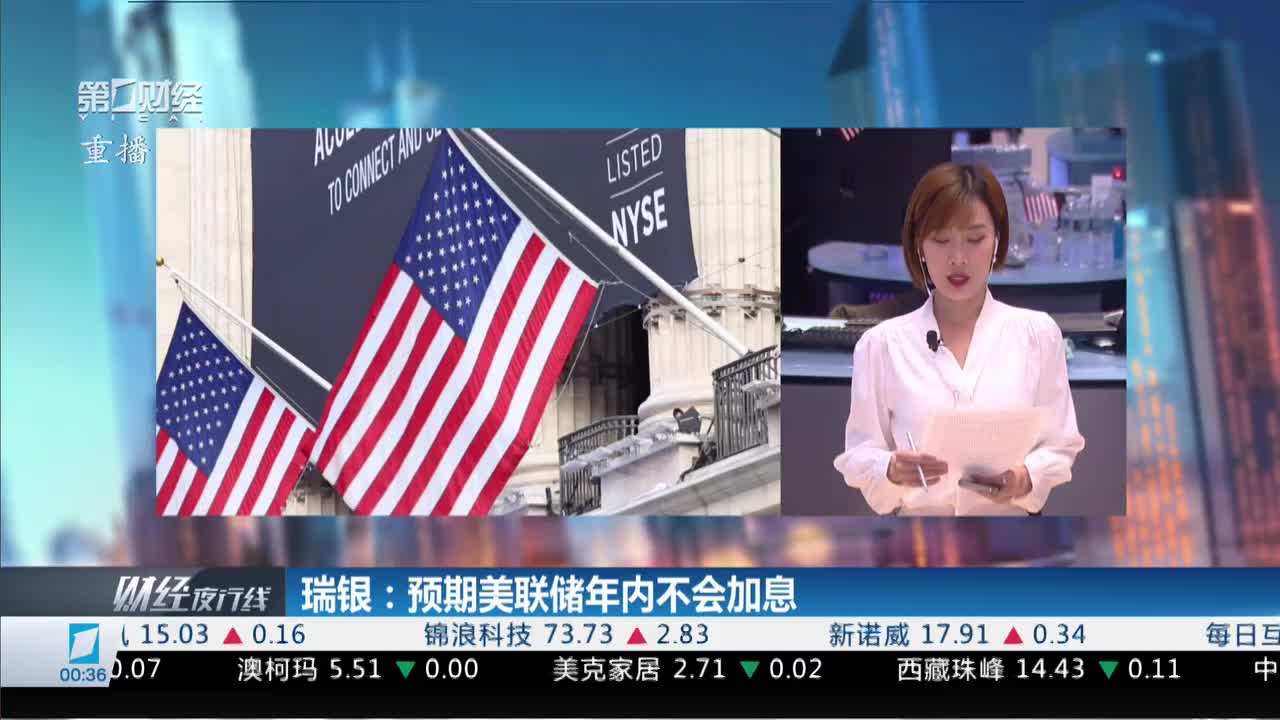 第一财经
YICAI
重播
TO CONNECT AND
LISTED
NYSE
财经夜行线
瑞银：预期美联储年内不会加息
15.03 ▲ 0.16 锦浪科技 73.73 ▲ 2.83 新诺威 17.91 ▲ 0.34 每日互
00:36
0.07 澳柯玛 5.51 ▼ 0.00 美克家居 2.71 ▼ 0.02 西藏珠峰 14.43 ▼ 0.11 中